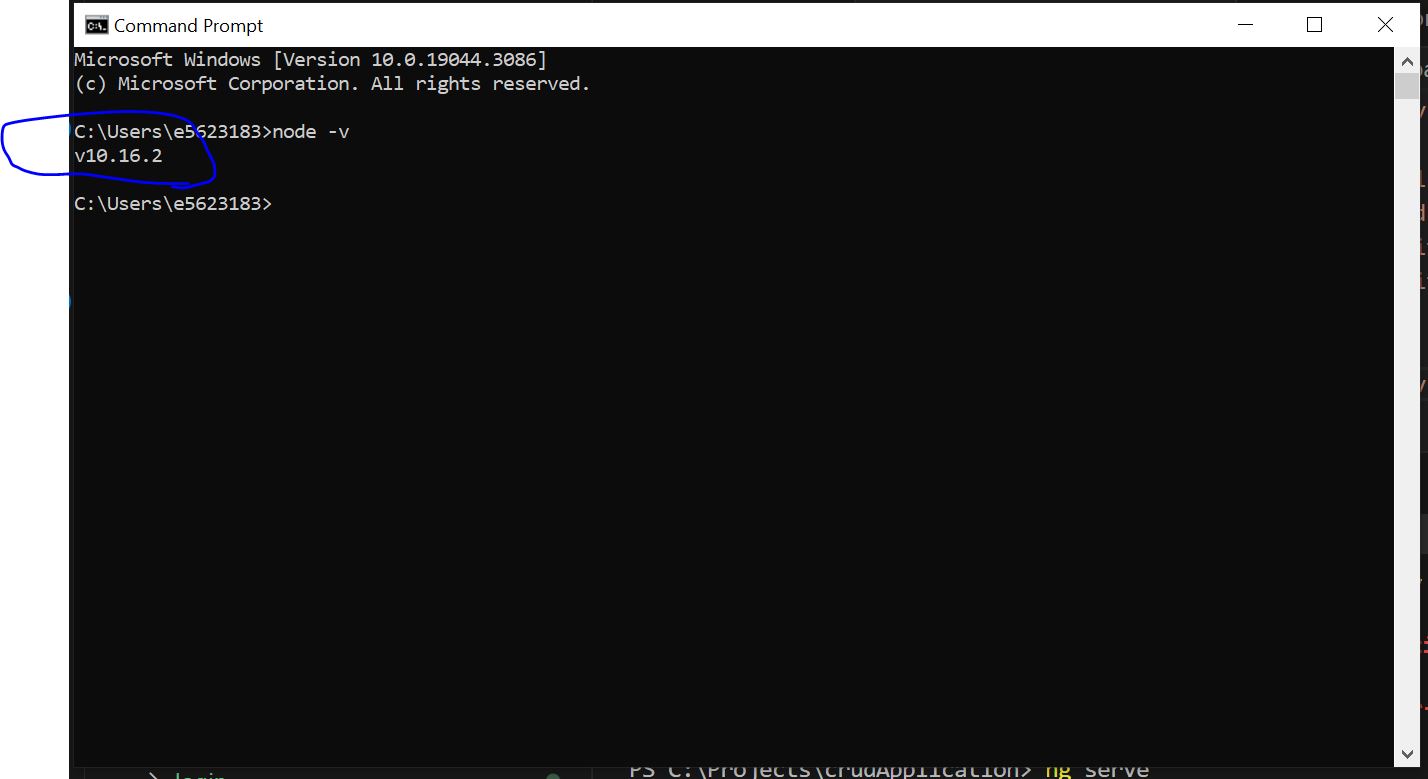 Command Prompt
Microsoft Windows [Version 10.0.19044.3086]
(c) Microsoft Corporation. All rights reserved.
C:\Users\e5623183>node -v
v10.16.2
C:\Users\e5623183>
login
PS C:\Projects\crudApplication> ng serve